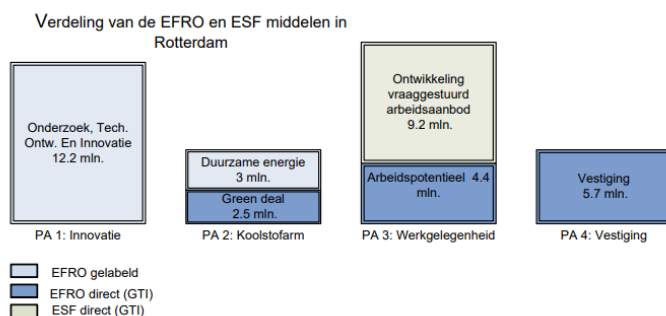 Verdeling van de EFRO en ESF middelen in
Rotterdam
Onderzoek, Tech.
Ontw. En Innovatie
12.2 mln.
PA 1: Innovatie
Duurzame energie
3 mln.
Green deal
2.5 mln.
PA 2: Koolstofarm
Ontwikkeling
vraaggestuurd
arbeidsaanbod
9.2 mln.
Arbeidspotentieel 4.4
mln.
PA 3: Werkgelegenheid
Vestiging
5.7 mln.
PA 4: Vestiging
EFRO gelabeld
EFRO direct (GTI)
ESF direct (GTI)